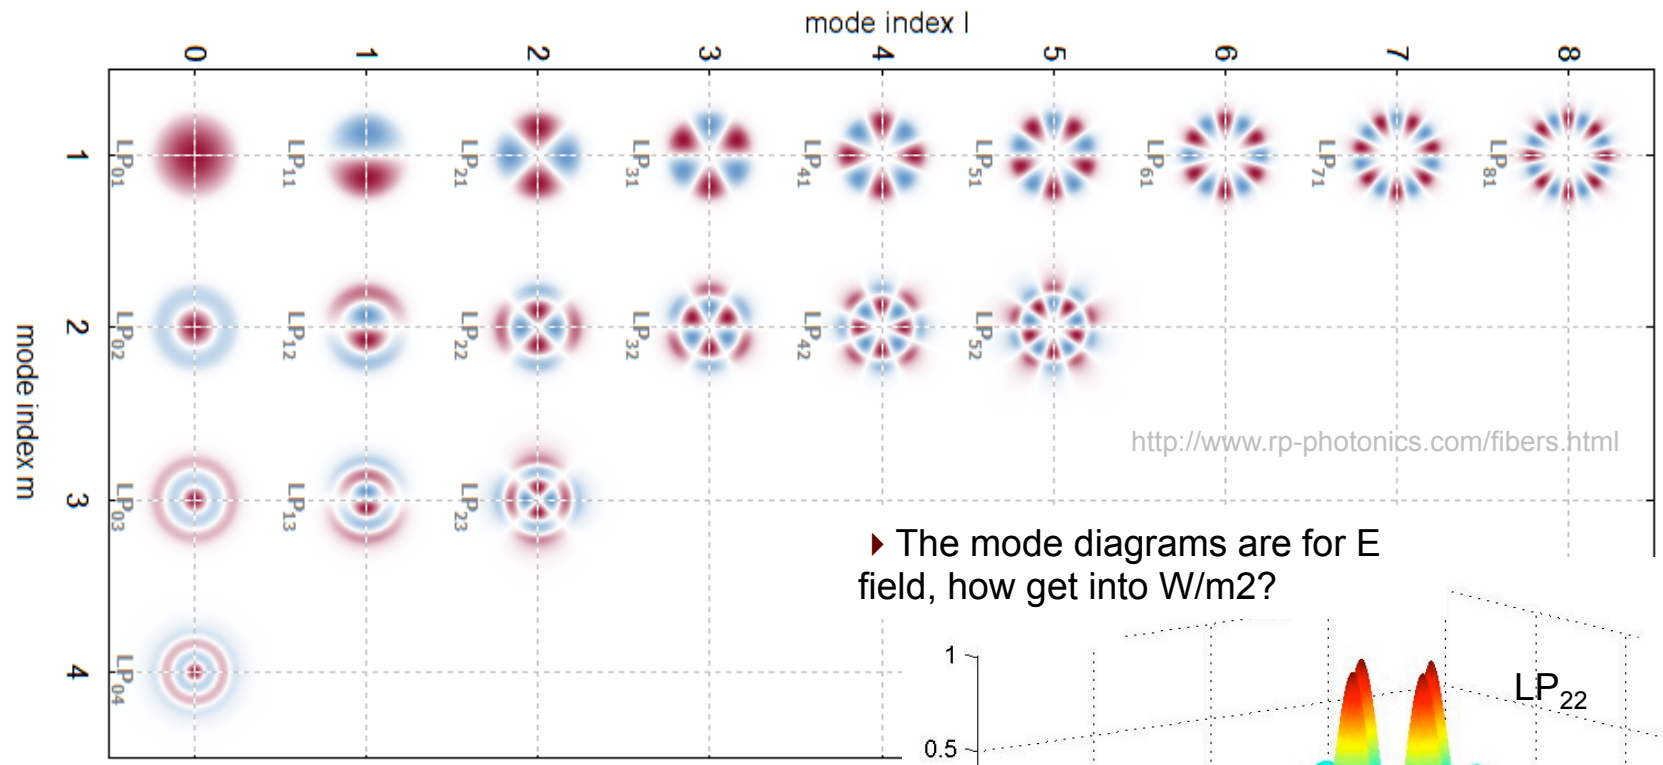 mode index l
0 1 2 3 4 5 6 7 8
1 LP01 LP11 LP21 LP31 LP41 LP51 LP61 LP71 LP81
2 LP02 LP12 LP22 LP32 LP42 LP52
mode index m
http://www.rp-photonics.com/fibers.html
3 LP03 LP13 LP23
The mode diagrams are for E
field, how get into W/m2?
4 LP04
1
LP22
0.5